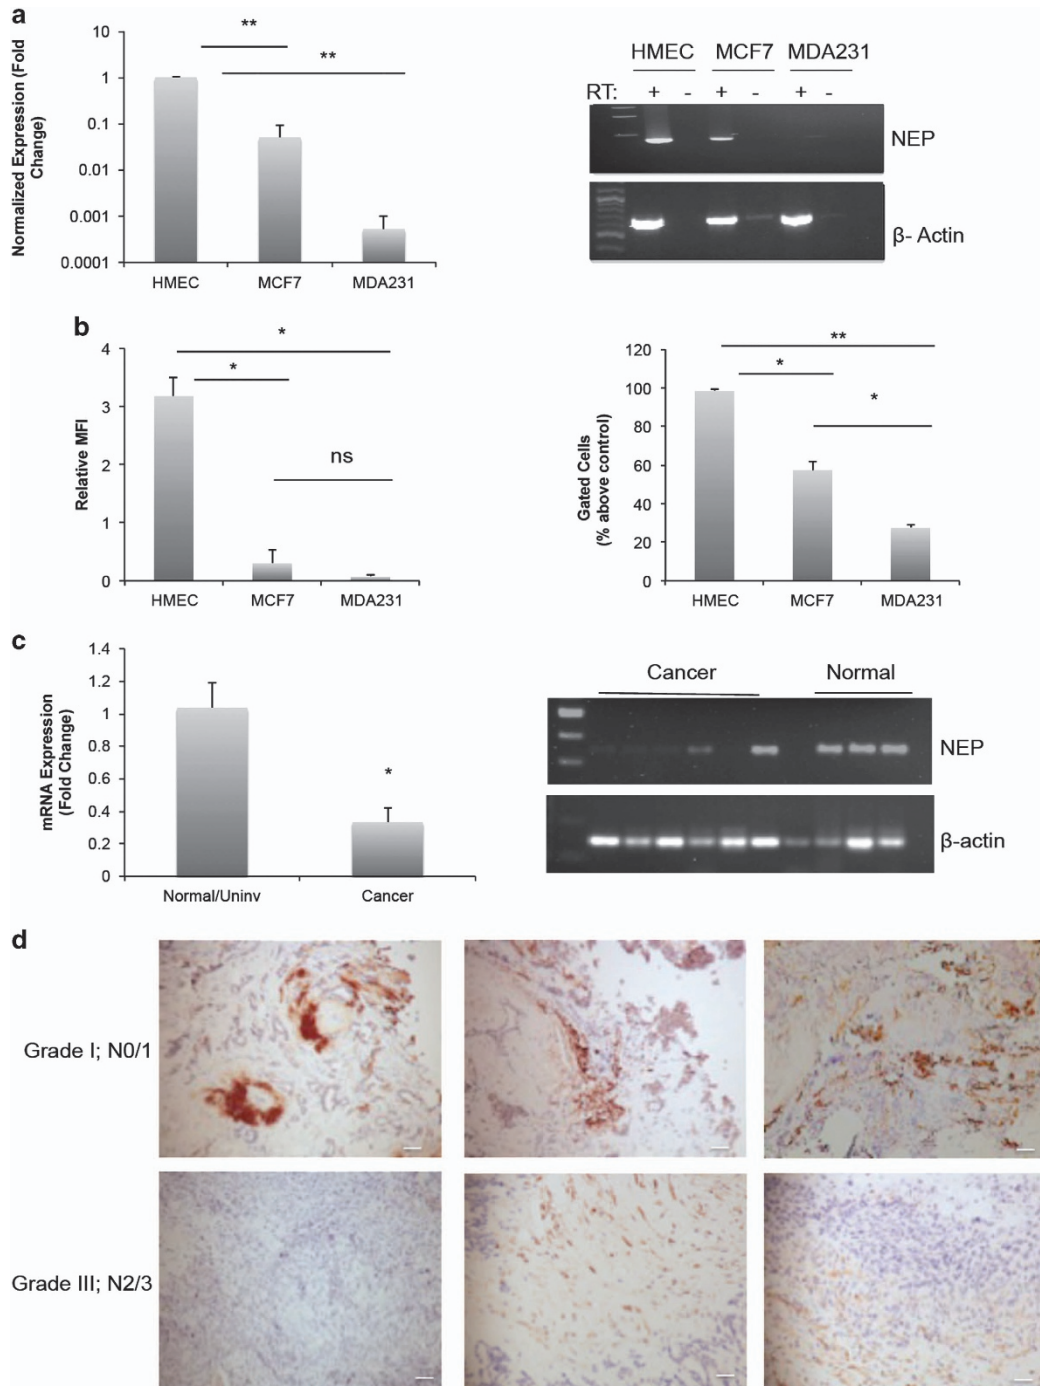 a
Normalized Expression (Fold
Change)
10
1
0.1
0.01
0.001
0.0001
**
**
HMEC
MCF7
MDA231
HMEC MCF7 MDA231
RT: + - + - + -
NEP
β- Actin
b
Relative MFI
4
3
2
1
0
*
*
ns
HMEC
MCF7
MDA231
Gated Cells
(% above control)
120
100
80
60
40
20
0
**
*
*
HMEC
MCF7
MDA231
c
mRNA Expression
(Fold Change)
1.4
1.2
1
0.8
0.6
0.4
0.2
0
*
Normal/Uninv
Cancer
Cancer Normal
NEP
β-actin
d
Grade I; N0/1
Grade III; N2/3